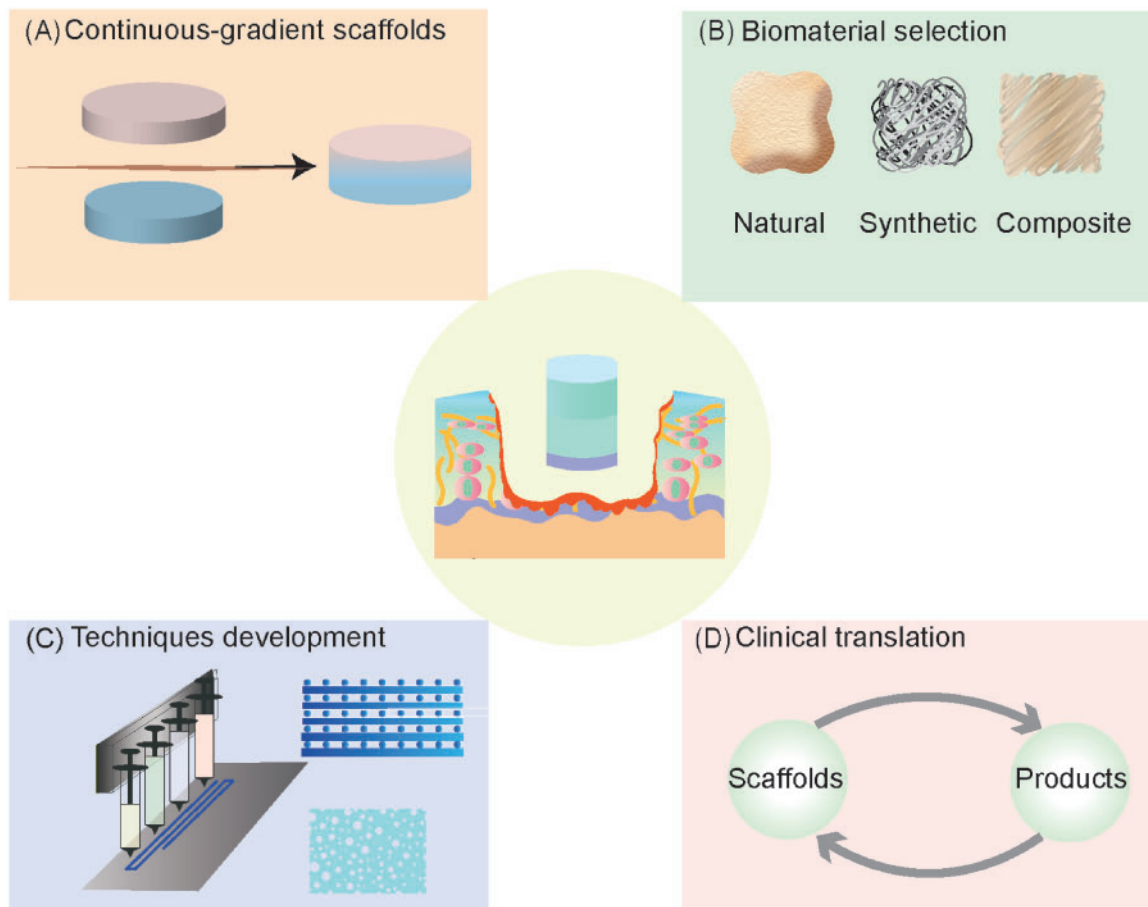 (A) Continuous-gradient scaffolds
(B) Biomaterial selection
Natural Synthetic Composite
(C) Techniques development
(D) Clinical translation
Scaffolds Products